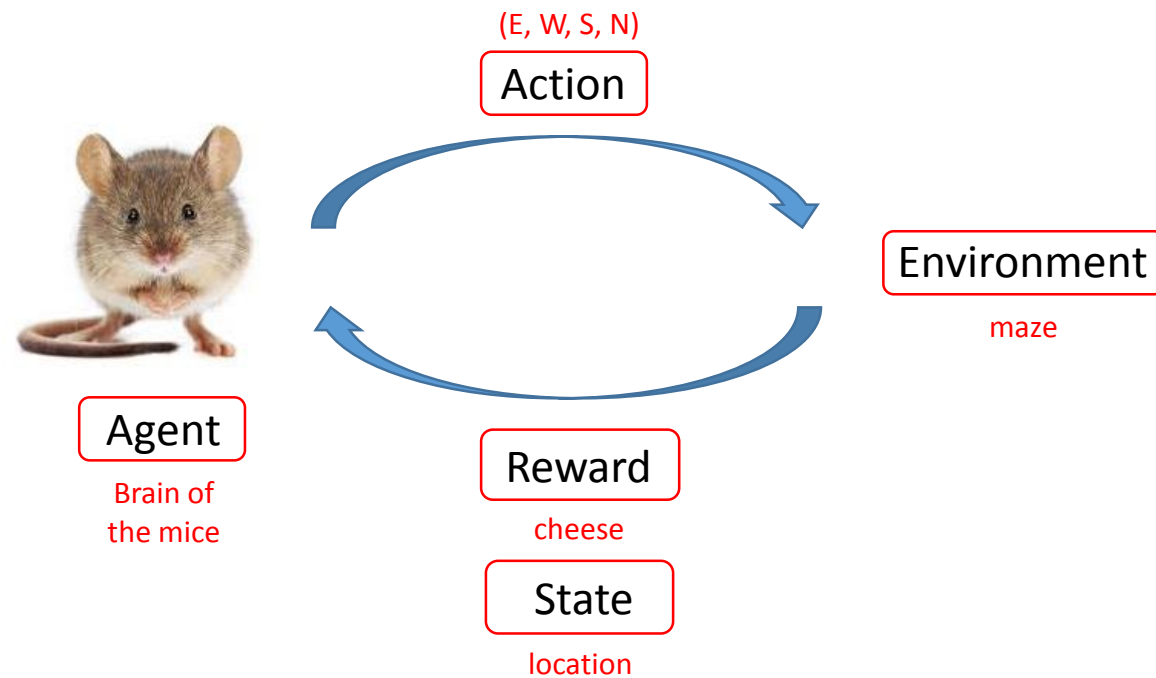 (E, W, S, N)
Action
Environment
maze
Agent
Brain of
the mice
Reward
cheese
State
location